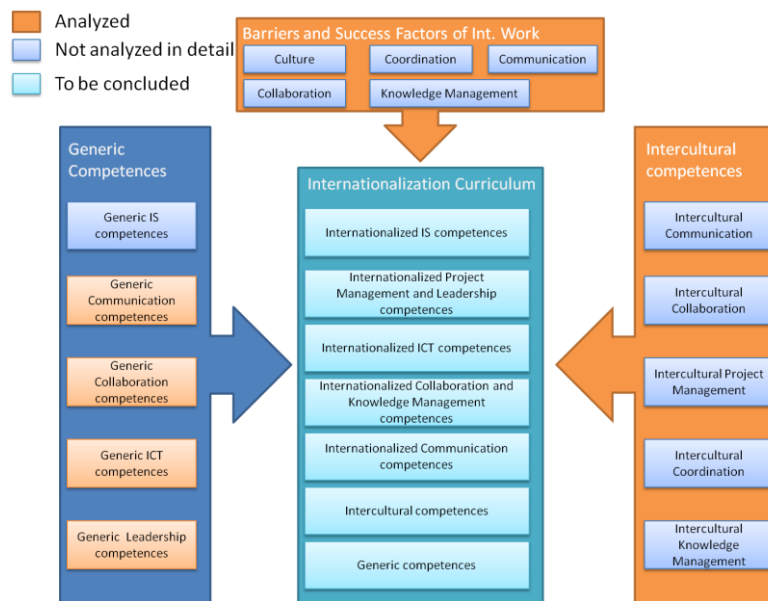 Analyzed
Not analyzed in detail
To be concluded
Barriers and Success Factors of Int. Work
Culture
Coordination
Communication
Collaboration
Knowledge Management
Generic
Competences
Generic IS
competences
Generic
Communication
competences
Generic
Collaboration
competences
Generic ICT
competences
Generic Leadership
competences
Internationalization Curriculum
Internationalized IS competences
Internationalized Project
Management and Leadership
competences
Internationalized ICT competences
Internationalized Collaboration and
Knowledge Management
competences
Internationalized Communication
competences
Intercultural competences
Generic competences
Intercultural
competences
Intercultural
Communication
Intercultural
Collaboration
Intercultural Project
Management
Intercultural
Coordination
Intercultural
Knowledge
Management